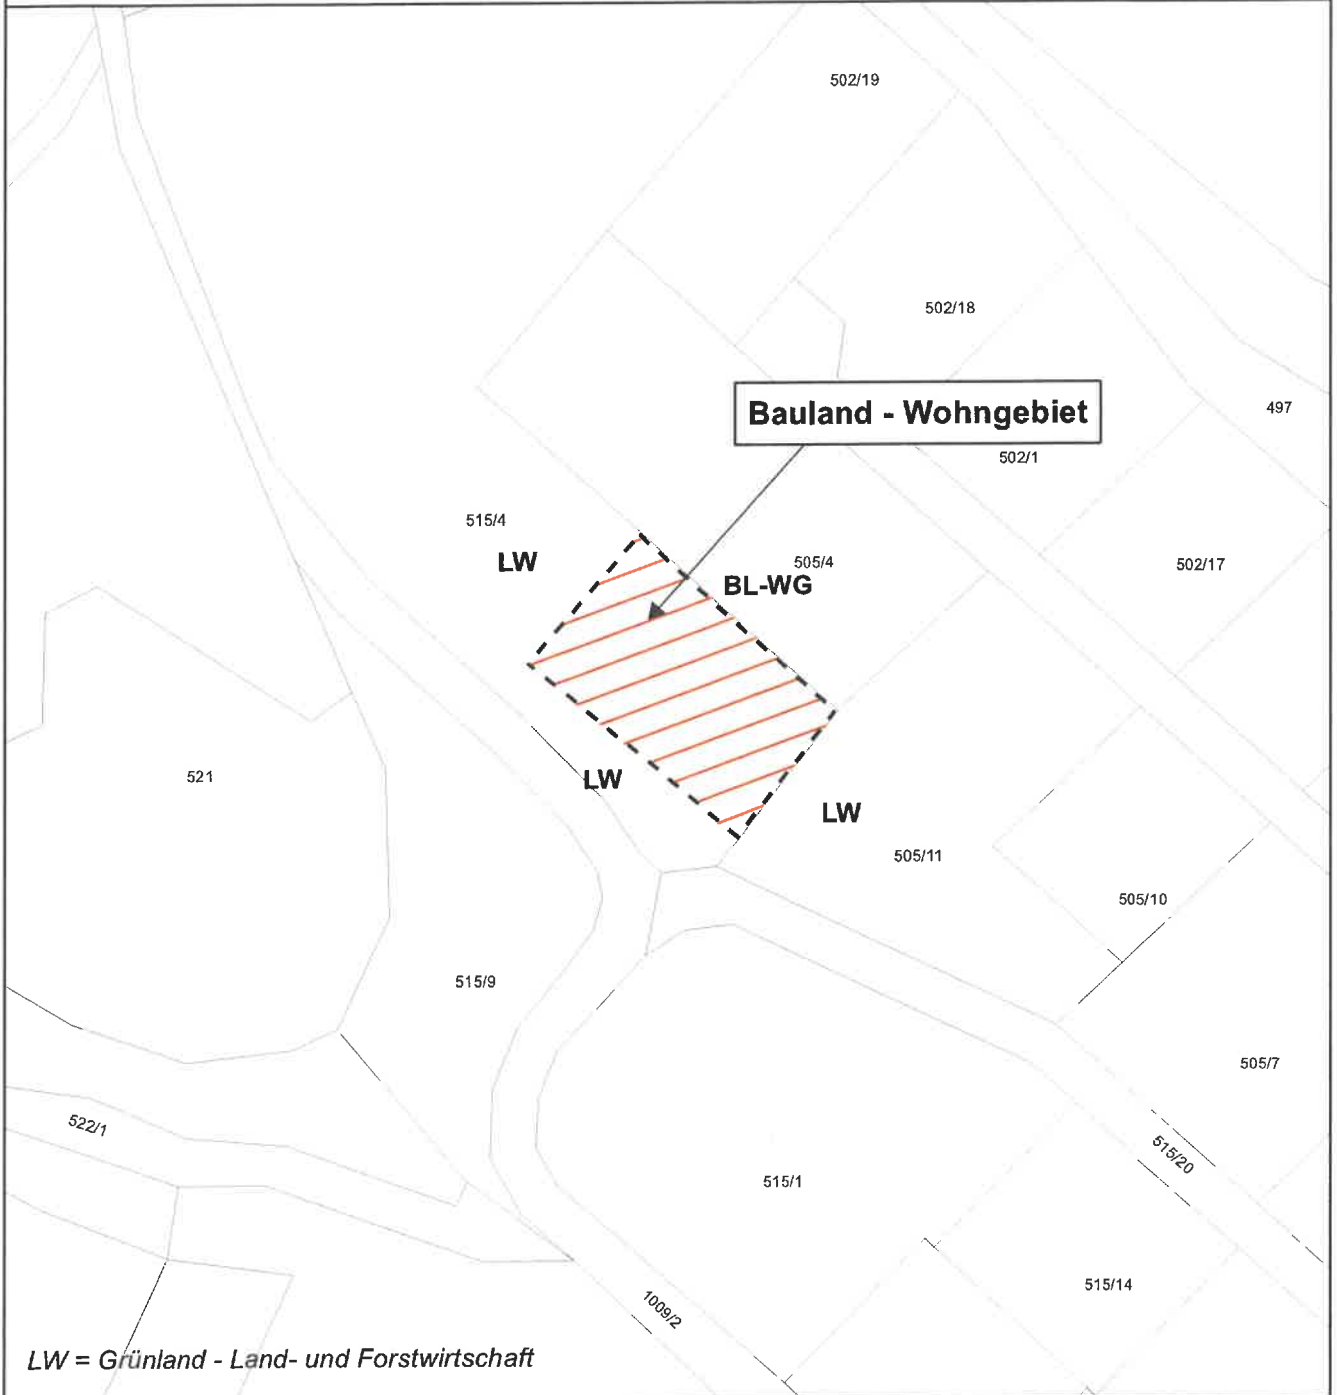 502/19
502/18
497
Bauland - Wohngebiet
502/1
515/4
LW
505/4
BL-WG
502/17
521
LW
LW
505/11
505/10
515/9
505/7
522/1
515/20
515/1
515/14
1009/2
LW = Grünland - Land- und Forstwirtschaft